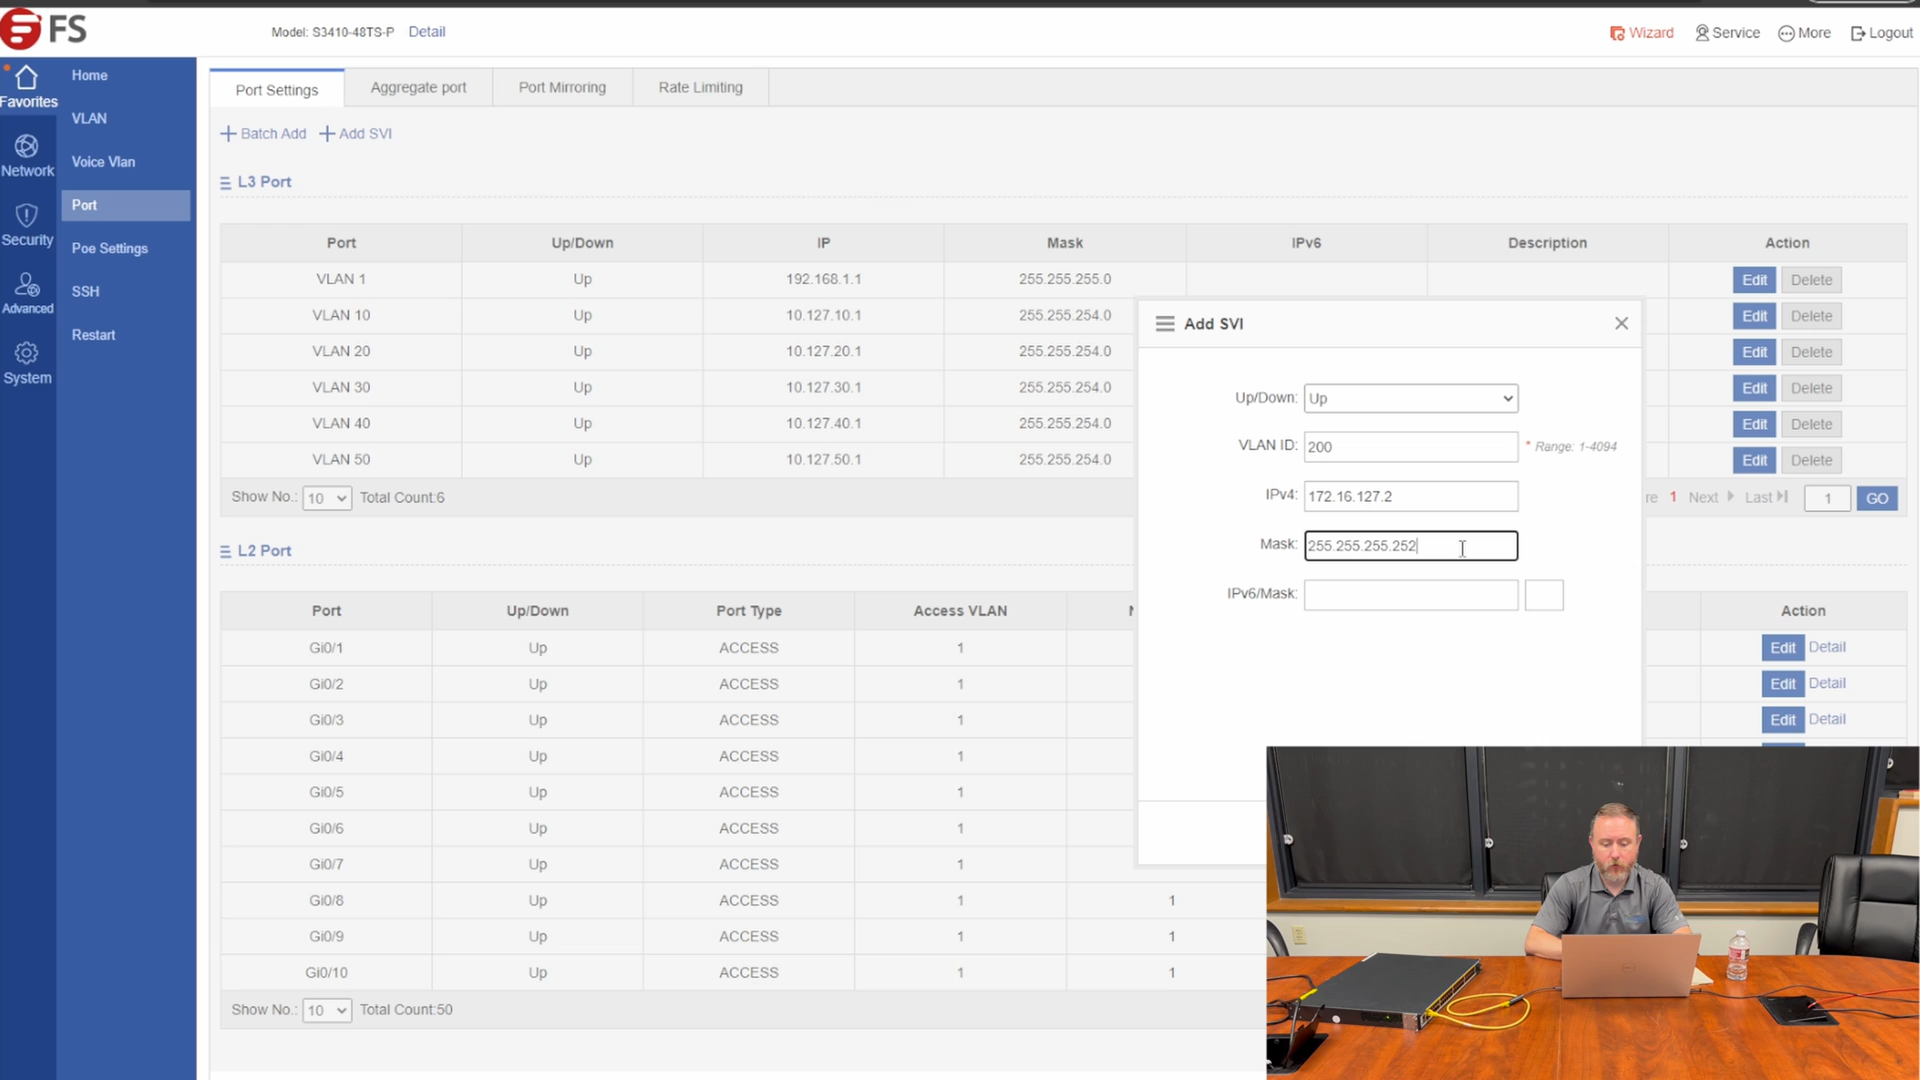 FS
Model: S3410-48TS-P Detail
Wizard Service More Logout
Favorites
Network
Security
Advanced
System
Home
VLAN
Voice Vlan
Port
Poe Settings
SSH
Restart
Port Settings Aggregate port Port Mirroring Rate Limiting
+ Batch Add + Add SVI
L3 Port
Port Up/Down IP Mask IPv6 Description Action
VLAN 1 Up 192.168.1.1 255.255.255.0 Edit Delete
VLAN 10 Up 10.127.10.1 255.255.254.0 Edit Delete
VLAN 20 Up 10.127.20.1 255.255.254.0 Edit Delete
VLAN 30 Up 10.127.30.1 255.255.254.0 Edit Delete
VLAN 40 Up 10.127.40.1 255.255.254.0 Edit Delete
VLAN 50 Up 10.127.50.1 255.255.254.0 Edit Delete
Show No.: 10 Total Count:6 re 1 Next Last 1 GO
Add SVI
Up/Down: Up
VLAN ID: 200 * Range: 1-4094
IPv4: 172.16.127.2
Mask: 255.255.255.252
IPv6/Mask:
L2 Port
Port Up/Down Port Type Access VLAN Action
Gi0/1 Up ACCESS 1 Edit Detail
Gi0/2 Up ACCESS 1 Edit Detail
Gi0/3 Up ACCESS 1 Edit Detail
Gi0/4 Up ACCESS 1
Gi0/5 Up ACCESS 1
Gi0/6 Up ACCESS 1
Gi0/7 Up ACCESS 1
Gi0/8 Up ACCESS 1 1
Gi0/9 Up ACCESS 1 1
Gi0/10 Up ACCESS 1 1
Show No.: 10 Total Count:50